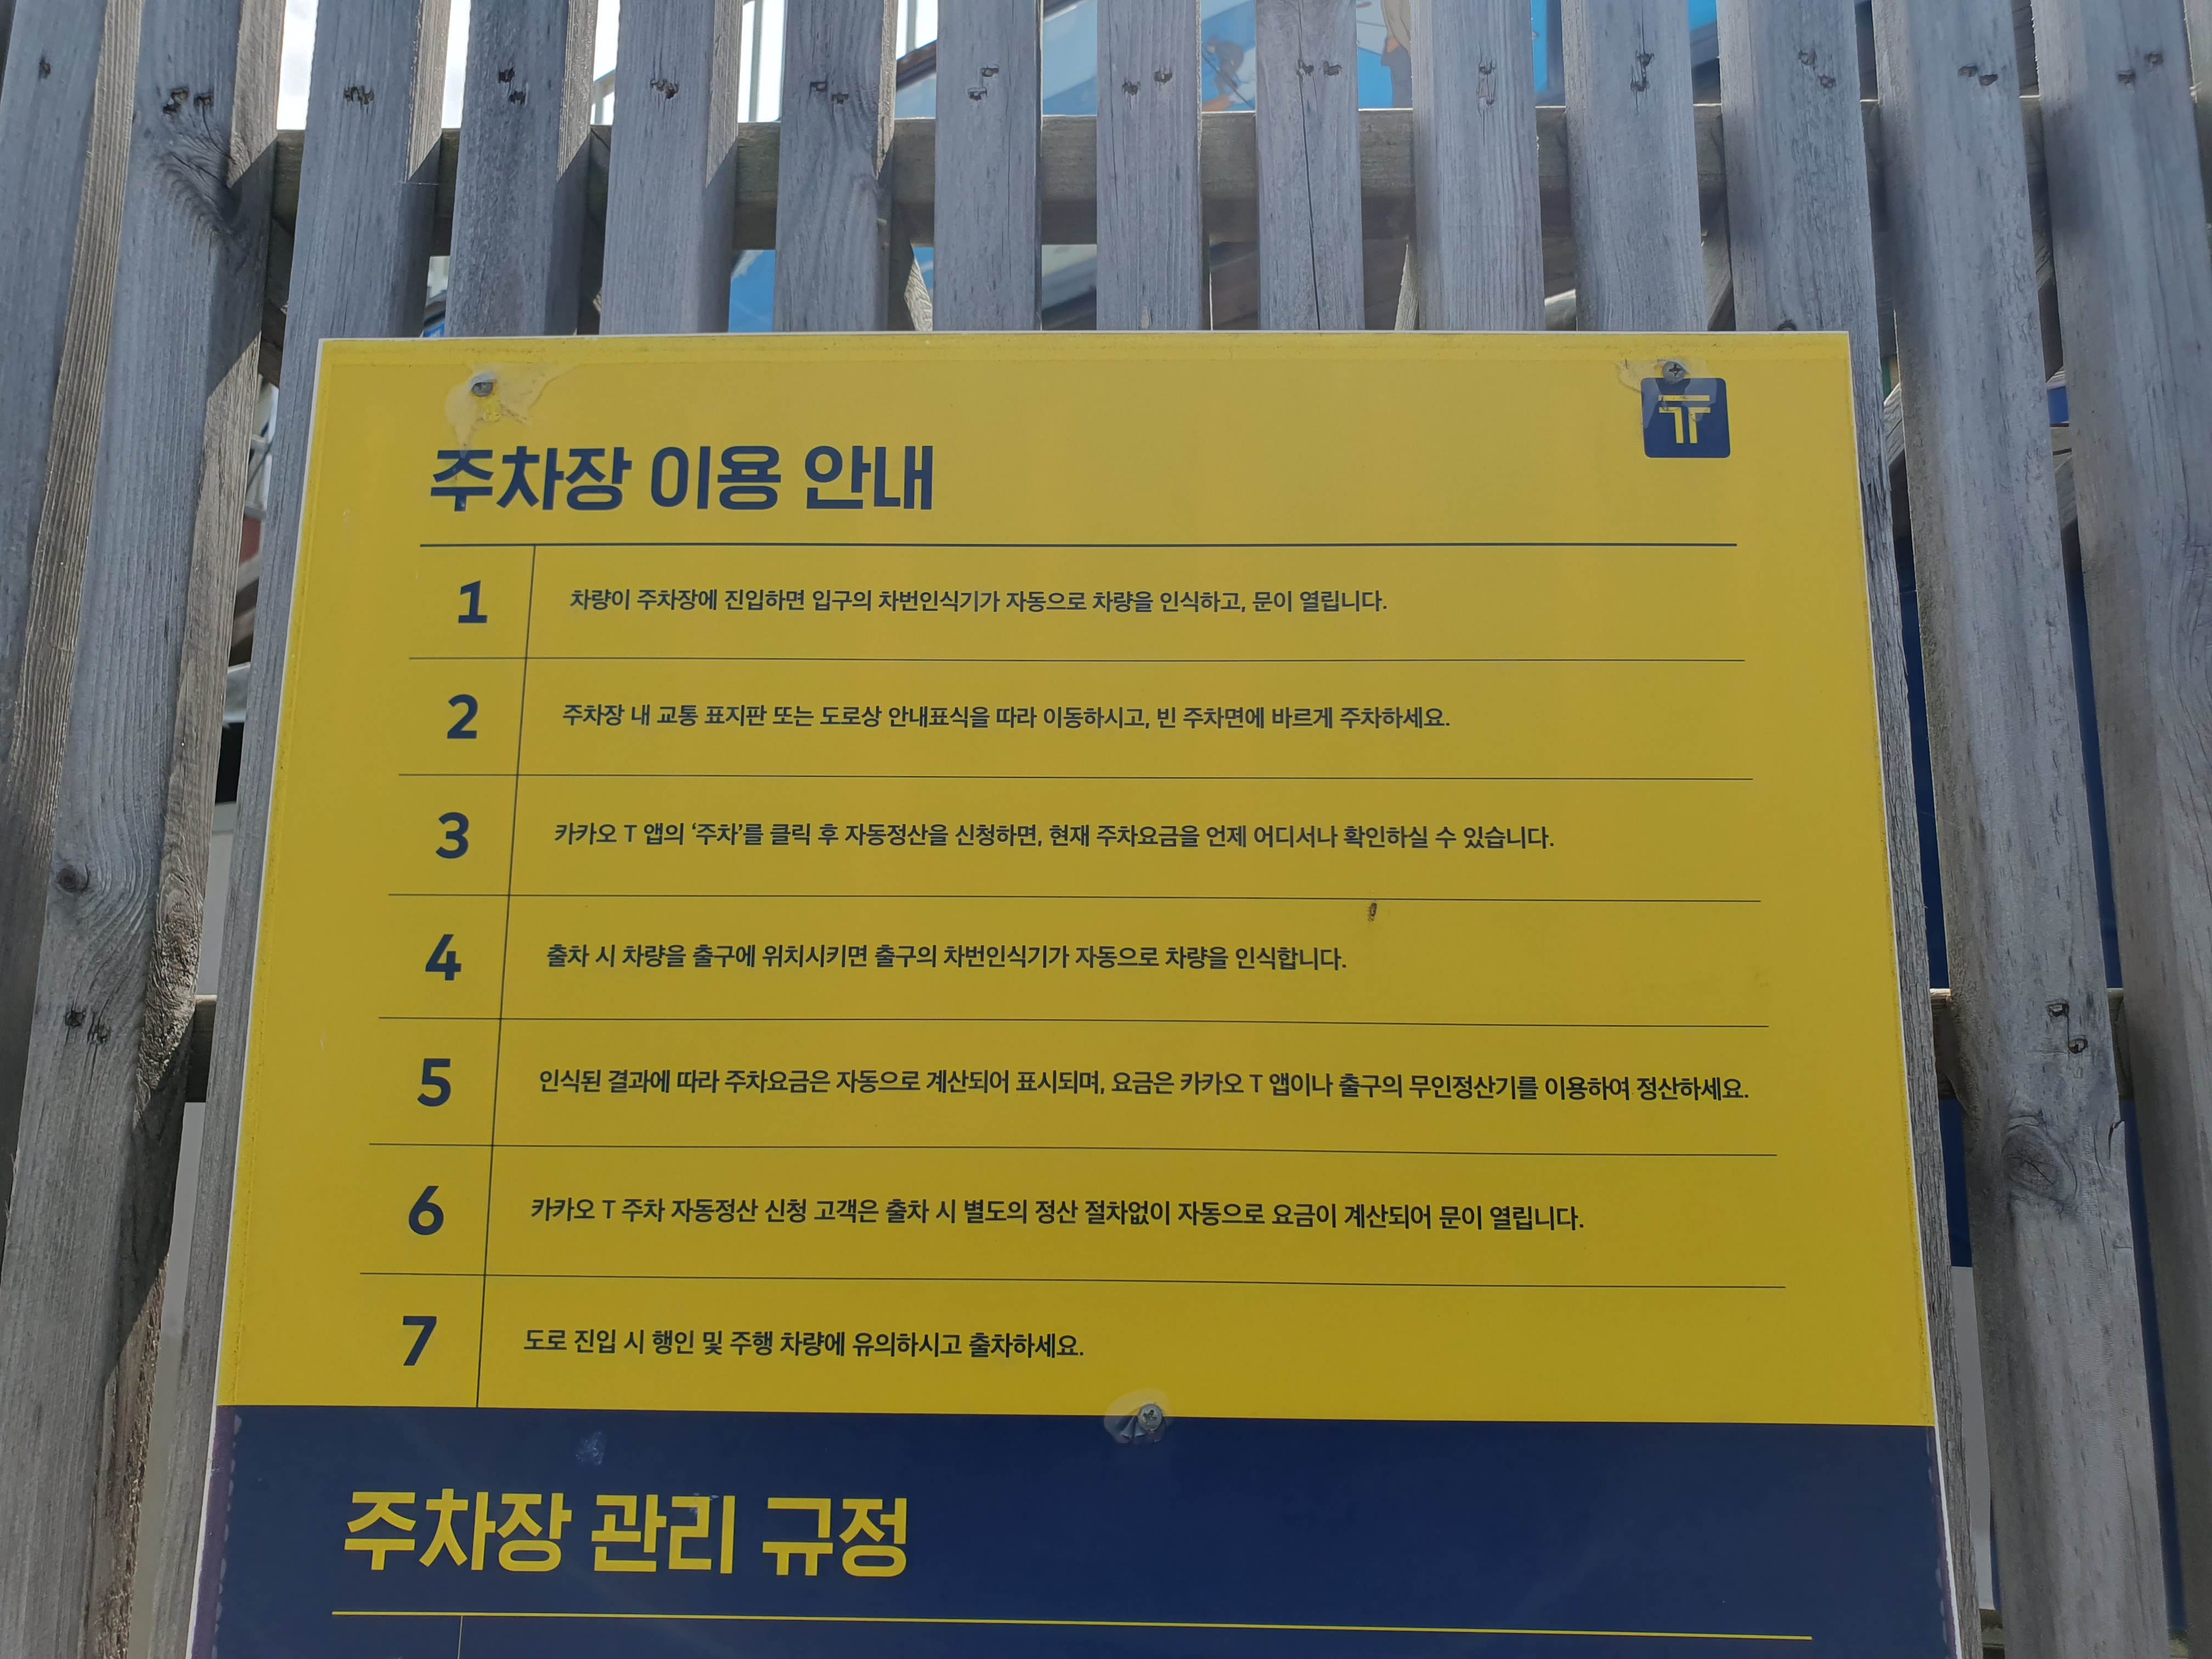 주차장 이용 안내
1 차량이 주차장에 진입하면 입구의 차번인식기가 자동으로 차량을 인식하고, 문이 열립니다.
2 주차장 내 교통 표지판 또는 도로상 안내표식을 따라 이동하시고, 빈 주차면에 바르게 주차하세요.
3 카카오 T 앱의 ‘주차’를 클릭 후 자동정산을 신청하면, 현재 주차요금을 언제 어디서나 확인하실 수 있습니다.
4 출차 시 차량을 출구에 위치시키면 출구의 차번인식기가 자동으로 차량을 인식합니다.
5 인식된 결과에 따라 주차요금은 자동으로 계산되어 표시되며, 요금은 카카오 T 앱이나 출구의 무인정산기를 이용하여 정산하세요.
6 카카오 T 주차 자동정산 신청 고객은 출차 시 별도의 정산 절차없이 자동으로 요금이 계산되어 문이 열립니다.
7 도로 진입 시 행인 및 주행 차량에 유의하시고 출차하세요.
주차장 관리 규정